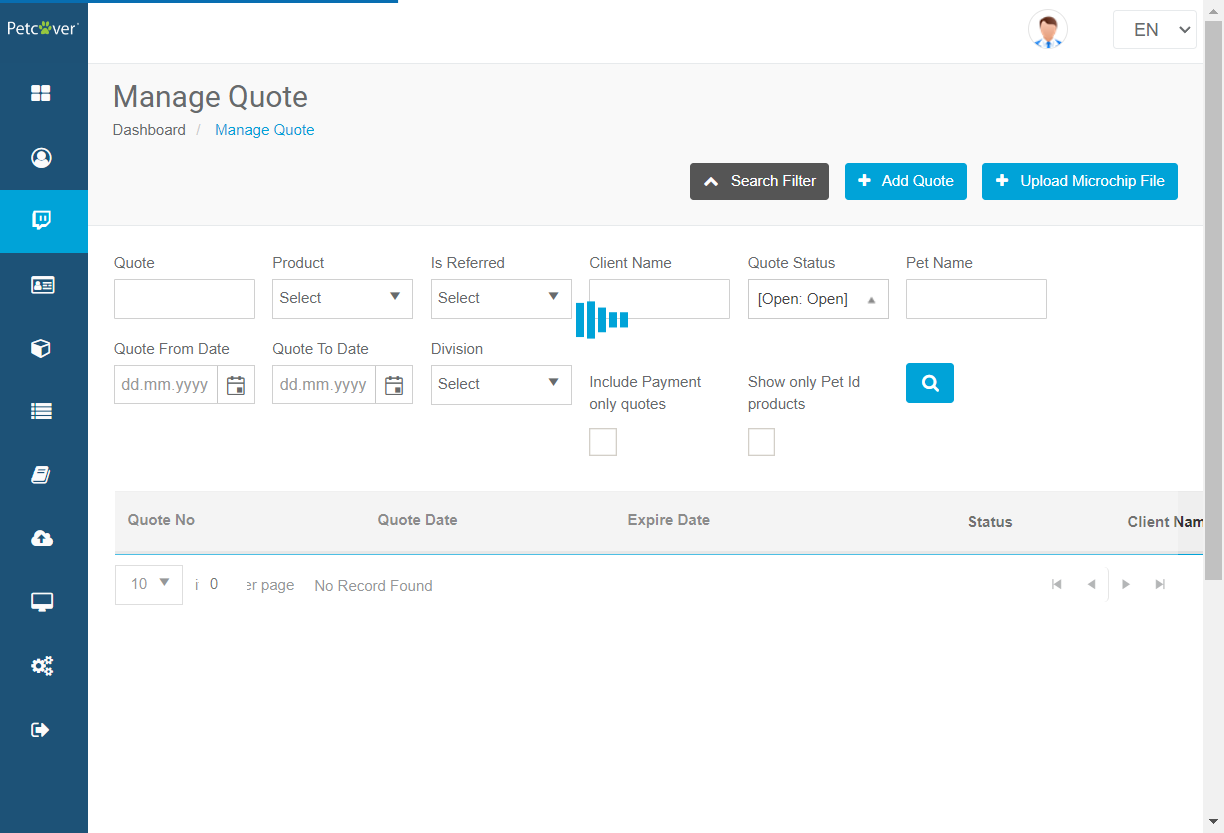 Petcover
EN
Manage Quote
Dashboard / Manage Quote
Search Filter
Add Quote
Upload Microchip File
Quote Product Is Referred Client Name Quote Status Pet Name
Select Select [Open: Open]
Quote From Date Quote To Date Division
dd.mm.yyyy dd.mm.yyyy Select
Include Payment only quotes
Show only Pet Id products
Quote No Quote Date Expire Date Status Client Nam
10 i 0 er page No Record Found